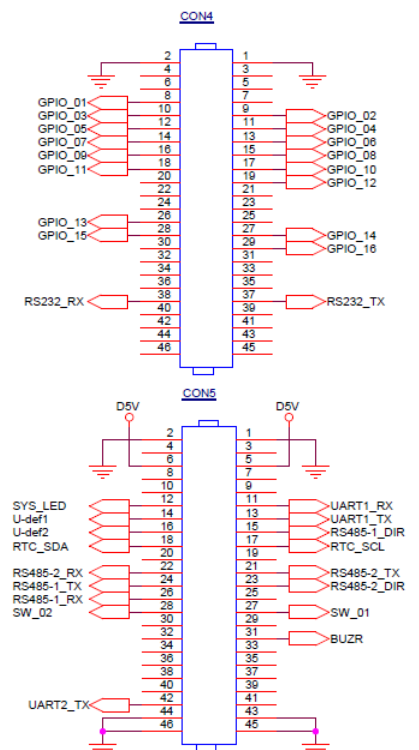 CON4
2 1
4 3
6 5
GPIO_01 8 7
GPIO_03 10 9 GPIO_02
GPIO_05 12 11 GPIO_04
GPIO_07 14 13 GPIO_06
GPIO_09 16 15 GPIO_08
GPIO_11 18 17 GPIO_10
20 19 GPIO_12
22 21
24 23
GPIO_13 26 25
GPIO_15 28 27 GPIO_14
30 29 GPIO_16
32 31
34 33
36 35
RS232_RX 38 37 RS232_TX
40 39
42 41
44 43
46 45
CON5
D5V D5V
2 1
4 3
6 5
8 7
10 9
SYS_LED 12 11 UART1_RX
U-def1 14 13 UART1_TX
U-def2 16 15 RS485-1_DIR
RTC_SDA 18 17 RTC_SCL
20 19
RS485-2_RX 22 21 RS485-2_TX
RS485-1_TX 24 23 RS485-2_DIR
RS485-1_RX 26 25
SW_02 28 27 SW_01
30 29
32 31 BUZR
34 33
36 35
38 37
40 39
UART2_TX 42 41
44 43
46 45